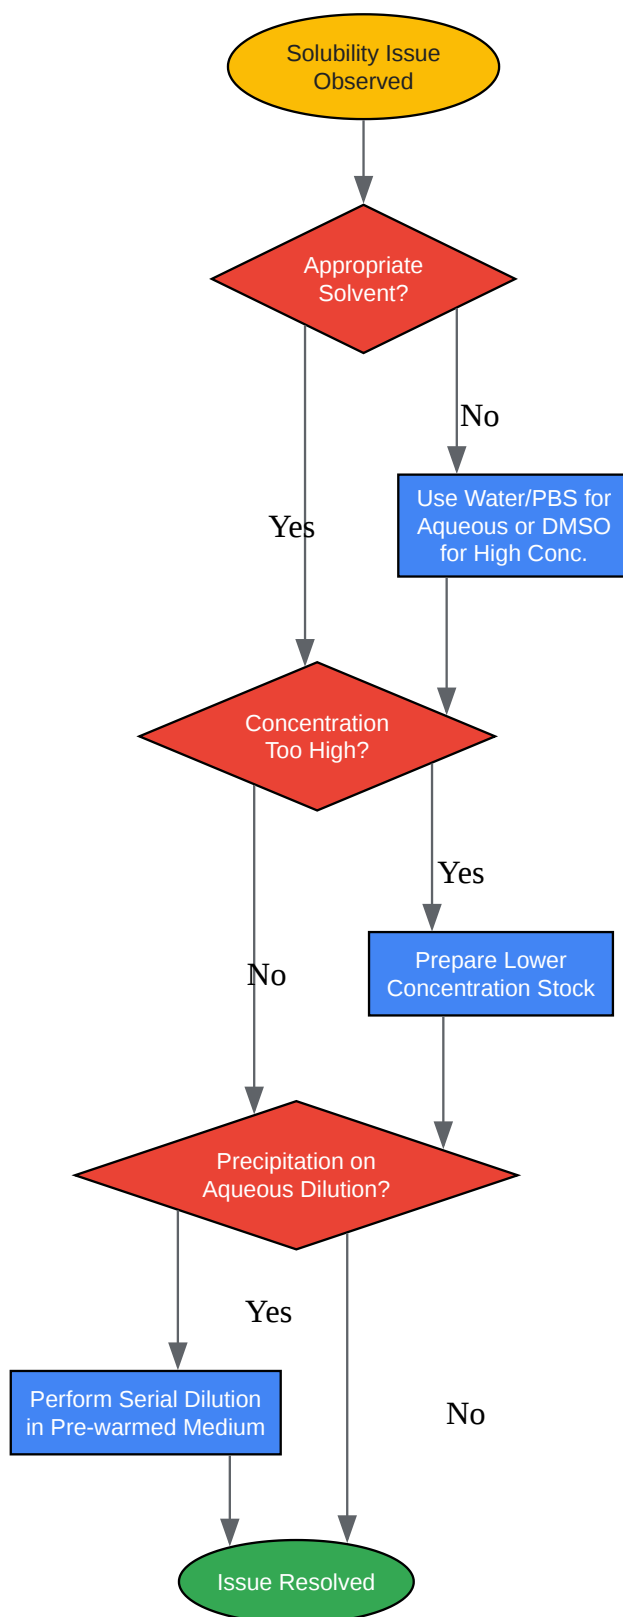 Solubility Issue
Observed
Appropriate
Solvent?
No
Use Water/PBS for
Aqueous or DMSO
for High Conc.
Yes
Concentration
Too High?
Yes
Prepare Lower
Concentration Stock
No
Precipitation on
Aqueous Dilution?
Yes
Perform Serial Dilution
in Pre-warmed Medium
No
Issue Resolved